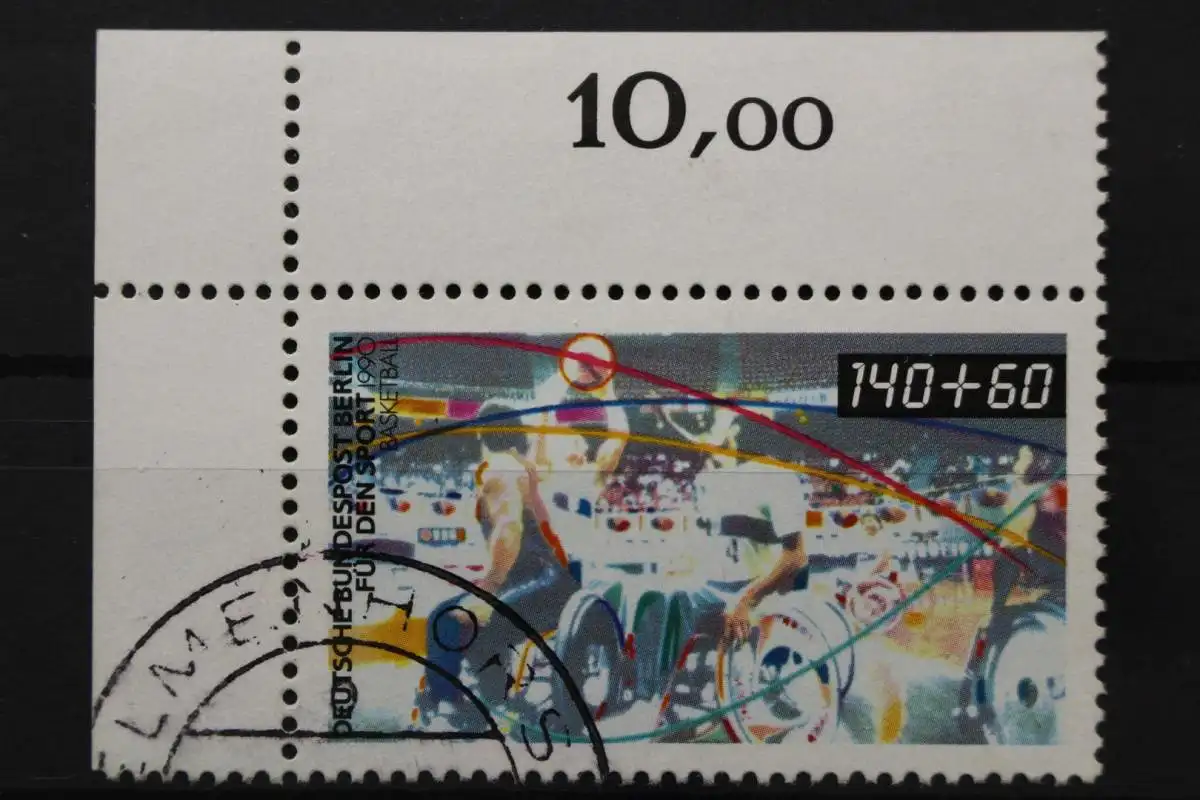 10,00
140+60
DEUTSCHE BUNDESPOST BERLIN
FÜR DEN SPORT 1990
BASKETBALL